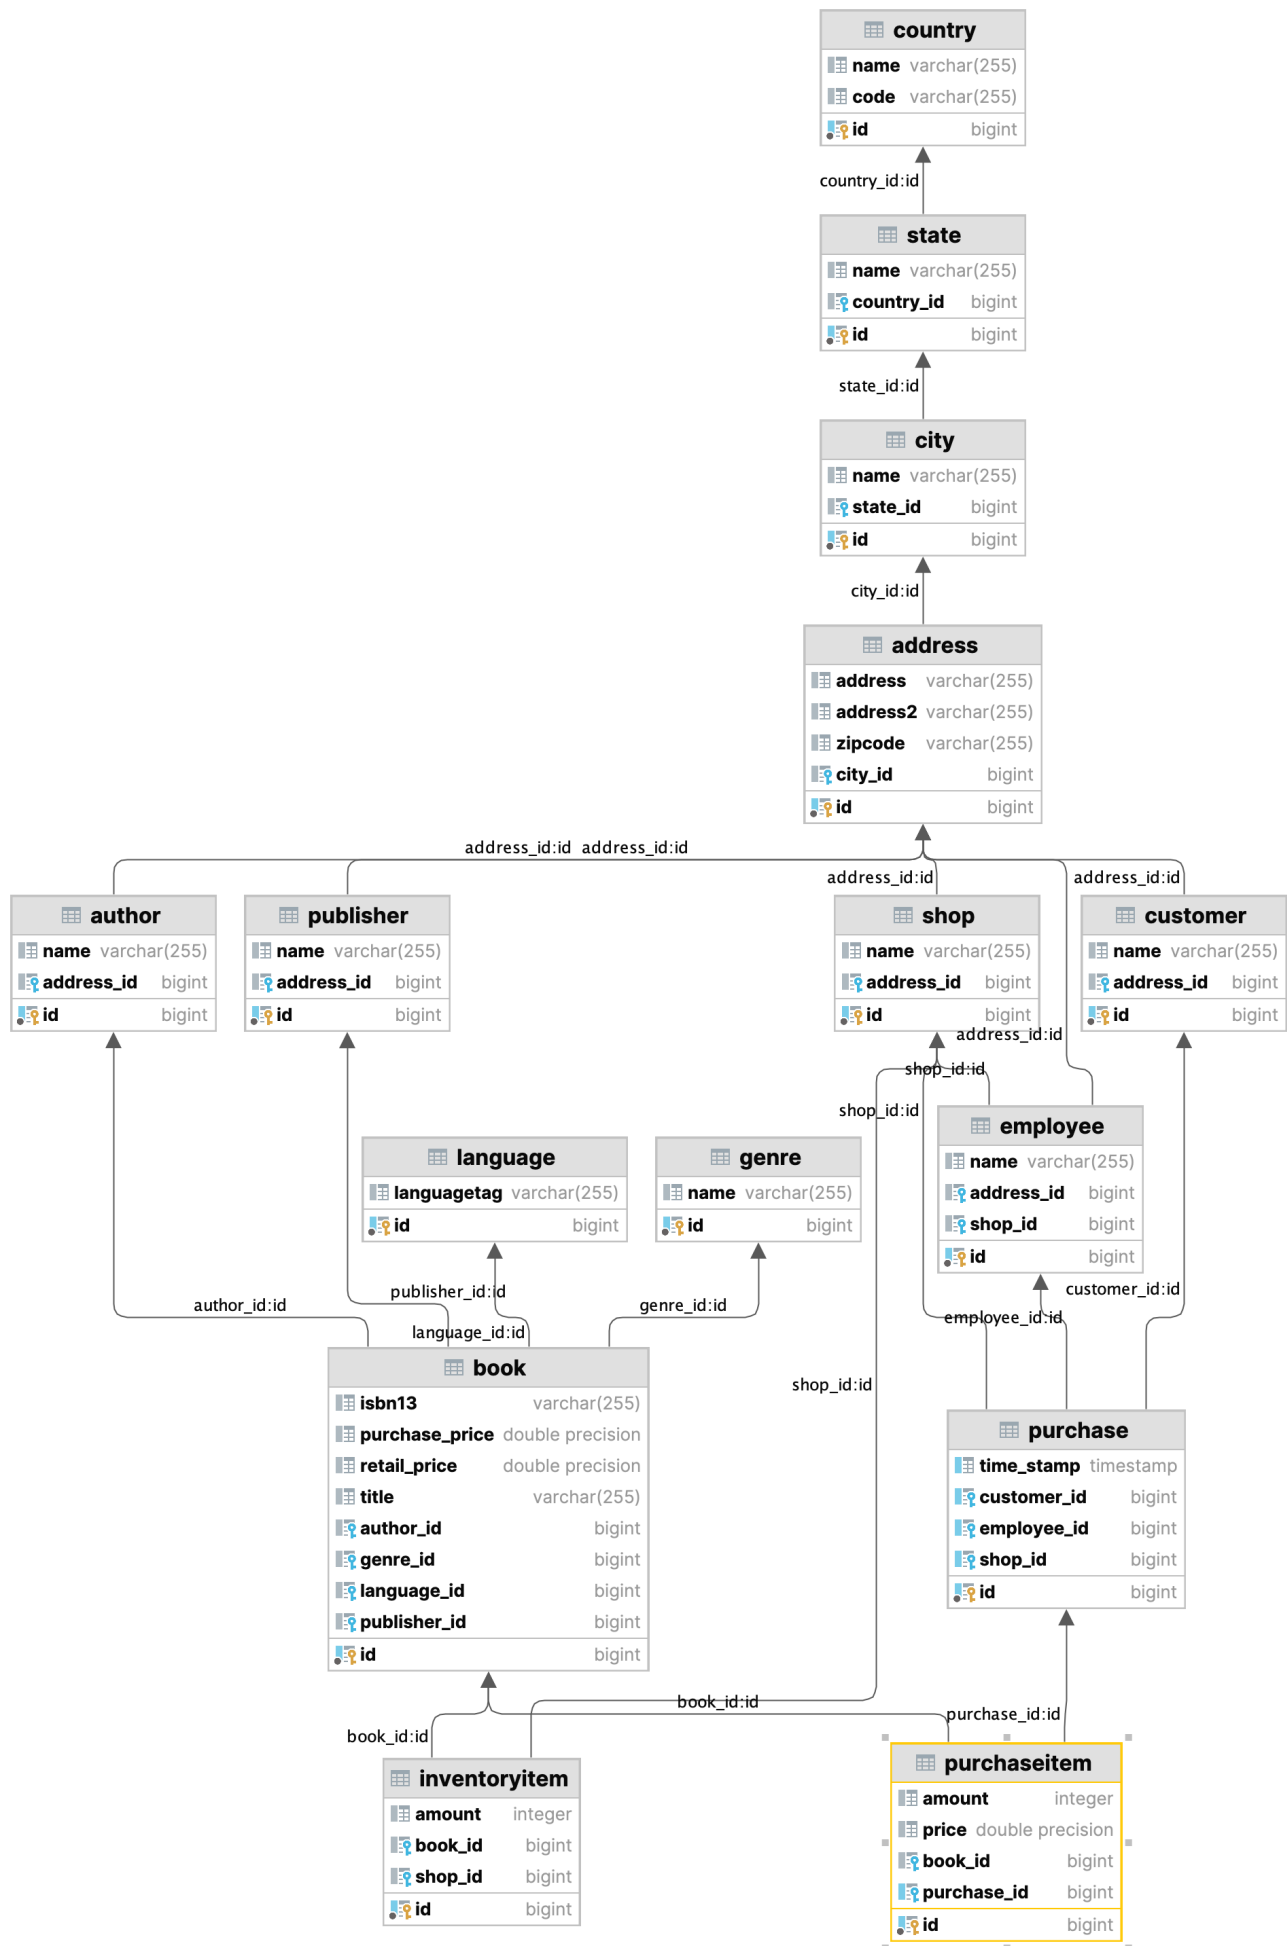 country
name varchar(255)
code varchar(255)
id bigint
country_id:id
state
name varchar(255)
country_id bigint
id bigint
state_id:id
city
name varchar(255)
state_id bigint
id bigint
city_id:id
address
address varchar(255)
address2 varchar(255)
zipcode varchar(255)
city_id bigint
id bigint
address_id:id address_id:id
address_id:id
address_id:id
author
name varchar(255)
address_id bigint
id bigint
publisher
name varchar(255)
address_id bigint
id bigint
shop
name varchar(255)
address_id bigint
id bigint
customer
name varchar(255)
address_id bigint
id bigint
address_id:id
shop_id:id
shop_id:id
employee
name varchar(255)
address_id bigint
shop_id bigint
id bigint
language
languagetag varchar(255)
id bigint
genre
name varchar(255)
id bigint
author_id:id
publisher_id:id
language_id:id
genre_id:id
customer_id:id
employee_id:id
shop_id:id
book
isbn13 varchar(255)
purchase_price double precision
retail_price double precision
title varchar(255)
author_id bigint
genre_id bigint
language_id bigint
publisher_id bigint
id bigint
purchase
time_stamp timestamp
customer_id bigint
employee_id bigint
shop_id bigint
id bigint
book_id:id
book_id:id
purchase_id:id
inventoryitem
amount integer
book_id bigint
shop_id bigint
id bigint
purchaseitem
amount integer
price double precision
book_id bigint
purchase_id bigint
id bigint